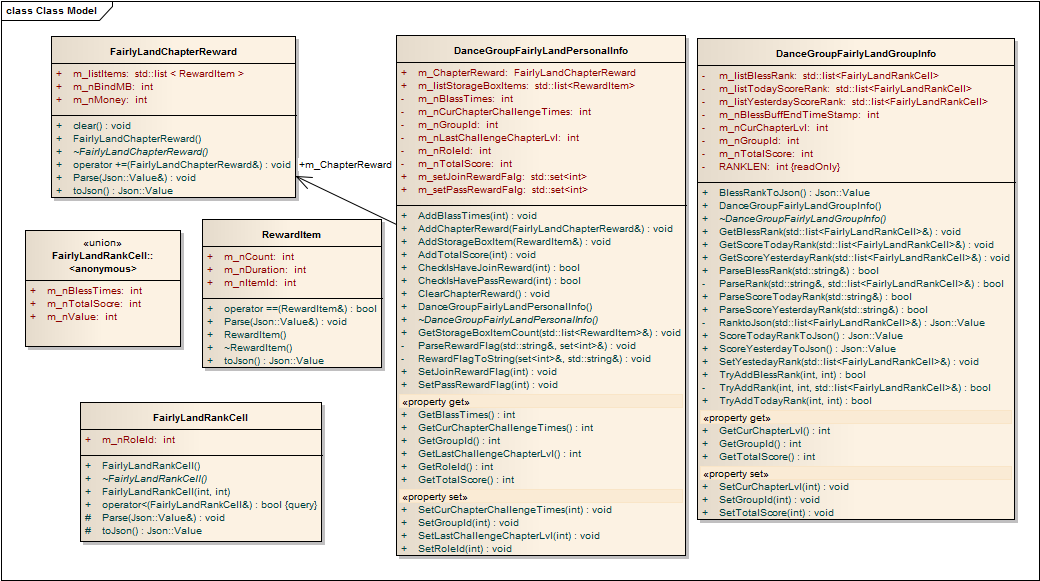 class Class Model
FairlyLandChapterReward
+ m_listItems: std::list < RewardItem >
+ m_nBindMB: int
+ m_nMoney: int
+ clear() : void
+ FairlyLandChapterReward()
+ ~FairlyLandChapterReward()
+ operator +=(FairlyLandChapterReward&) : void
+ Parse(Json::Value&) : void
+ toJson() : Json::Value
+m_ChapterReward
«union»
FairlyLandRankCell::
<anonymous>
+ m_nBlessTimes: int
+ m_nTotalSocre: int
+ m_nValue: int
RewardItem
+ m_nCount: int
+ m_nDuration: int
+ m_nItemId: int
+ operator ==(RewardItem&) : bool
+ Parse(Json::Value&) : void
+ RewardItem()
+ ~RewardItem()
+ toJson() : Json::Value
FairlyLandRankCell
+ m_nRoleId: int
+ FairlyLandRankCell()
+ ~FairlyLandRankCell()
+ FairlyLandRankCell(int, int)
+ operator<(FairlyLandRankCell&) : bool {query}
# Parse(Json::Value&) : void
# toJson() : Json::Value
DanceGroupFairlyLandPersonalInfo
+ m_ChapterReward: FairlyLandChapterReward
+ m_listStorageBoxItems: std::list<RewardItem>
- m_nBlassTimes: int
- m_nCurChapterChallengeTimes: int
- m_nGroupId: int
- m_nLastChallengeChapterLvl: int
- m_nRoleId: int
- m_nTotalScore: int
+ m_setJoinRewardFalg: std::set<int>
+ m_setPassRewardFalg: std::set<int>
+ AddBlassTimes(int) : void
+ AddChapterReward(FairlyLandChapterReward&) : void
+ AddStorageBoxItem(RewardItem&) : void
+ AddTotalScore(int) : void
+ CheckIsHaveJoinReward(int) : bool
+ CheckIsHavePassReward(int) : bool
+ ClearChapterReward() : void
+ DanceGroupFairlyLandPersonalInfo()
+ ~DanceGroupFairlyLandPersonalInfo()
+ GetStorageBoxItemCount(std::list<RewardItem>&) : void
- ParseRewardFlag(std::string&, set<int>&) : void
- RewardFlagToString(set<int>&, std::string&) : void
+ SetJoinRewardFlag(int) : void
+ SetPassRewardFlag(int) : void
«property get»
+ GetBlassTimes() : int
+ GetCurChapterChallengeTimes() : int
+ GetGroupId() : int
+ GetLastChallengeChapterLvl() : int
+ GetRoleId() : int
+ GetTotalScore() : int
«property set»
+ SetCurChapterChallengeTimes(int) : void
+ SetGroupId(int) : void
+ SetLastChallengeChapterLvl(int) : void
+ SetRoleId(int) : void
DanceGroupFairlyLandGroupInfo
- m_listBlessRank: std::list<FairlyLandRankCell>
- m_listTodayScoreRank: std::list<FairlyLandRankCell>
- m_listYesterdayScoreRank: std::list<FairlyLandRankCell>
- m_nBlessBuffEndTimeStamp: int
- m_nCurChapterLvl: int
- m_nGroupId: int
- m_nTotalScore: int
- RANKLEN: int {readOnly}
+ BlessRankToJson() : Json::Value
+ DanceGroupFairlyLandGroupInfo()
+ ~DanceGroupFairlyLandGroupInfo()
+ GetBlessRank(std::list<FairlyLandRankCell>&) : void
+ GetScoreTodayRank(std::list<FairlyLandRankCell>&) : void
+ GetScoreYesterdayRank(std::list<FairlyLandRankCell>&) : void
+ ParseBlessRank(std::string&) : bool
- ParseRank(std::string&, std::list<FairlyLandRankCell>&) : bool
+ ParseScoreTodayRank(std::string&) : bool
+ ParseScoreYesterdayRank(std::string&) : bool
- RanktoJson(std::list<FairlyLandRankCell>&) : Json::Value
+ ScoreTodayRankToJson() : Json::Value
+ ScoreYesterdayToJson() : Json::Value
+ SetYestedayRank(std::list<FairlyLandRankCell>&) : void
+ TryAddBlessRank(int, int) : bool
- TryAddRank(int, int, std::list<FairlyLandRankCell>&) : bool
+ TryAddTodayRank(int, int) : bool
«property get»
+ GetCurChapterLvl() : int
+ GetGroupId() : int
+ GetTotalScore() : int
«property set»
+ SetCurChapterLvl(int) : void
+ SetGroupId(int) : void
+ SetTotalScore(int) : void